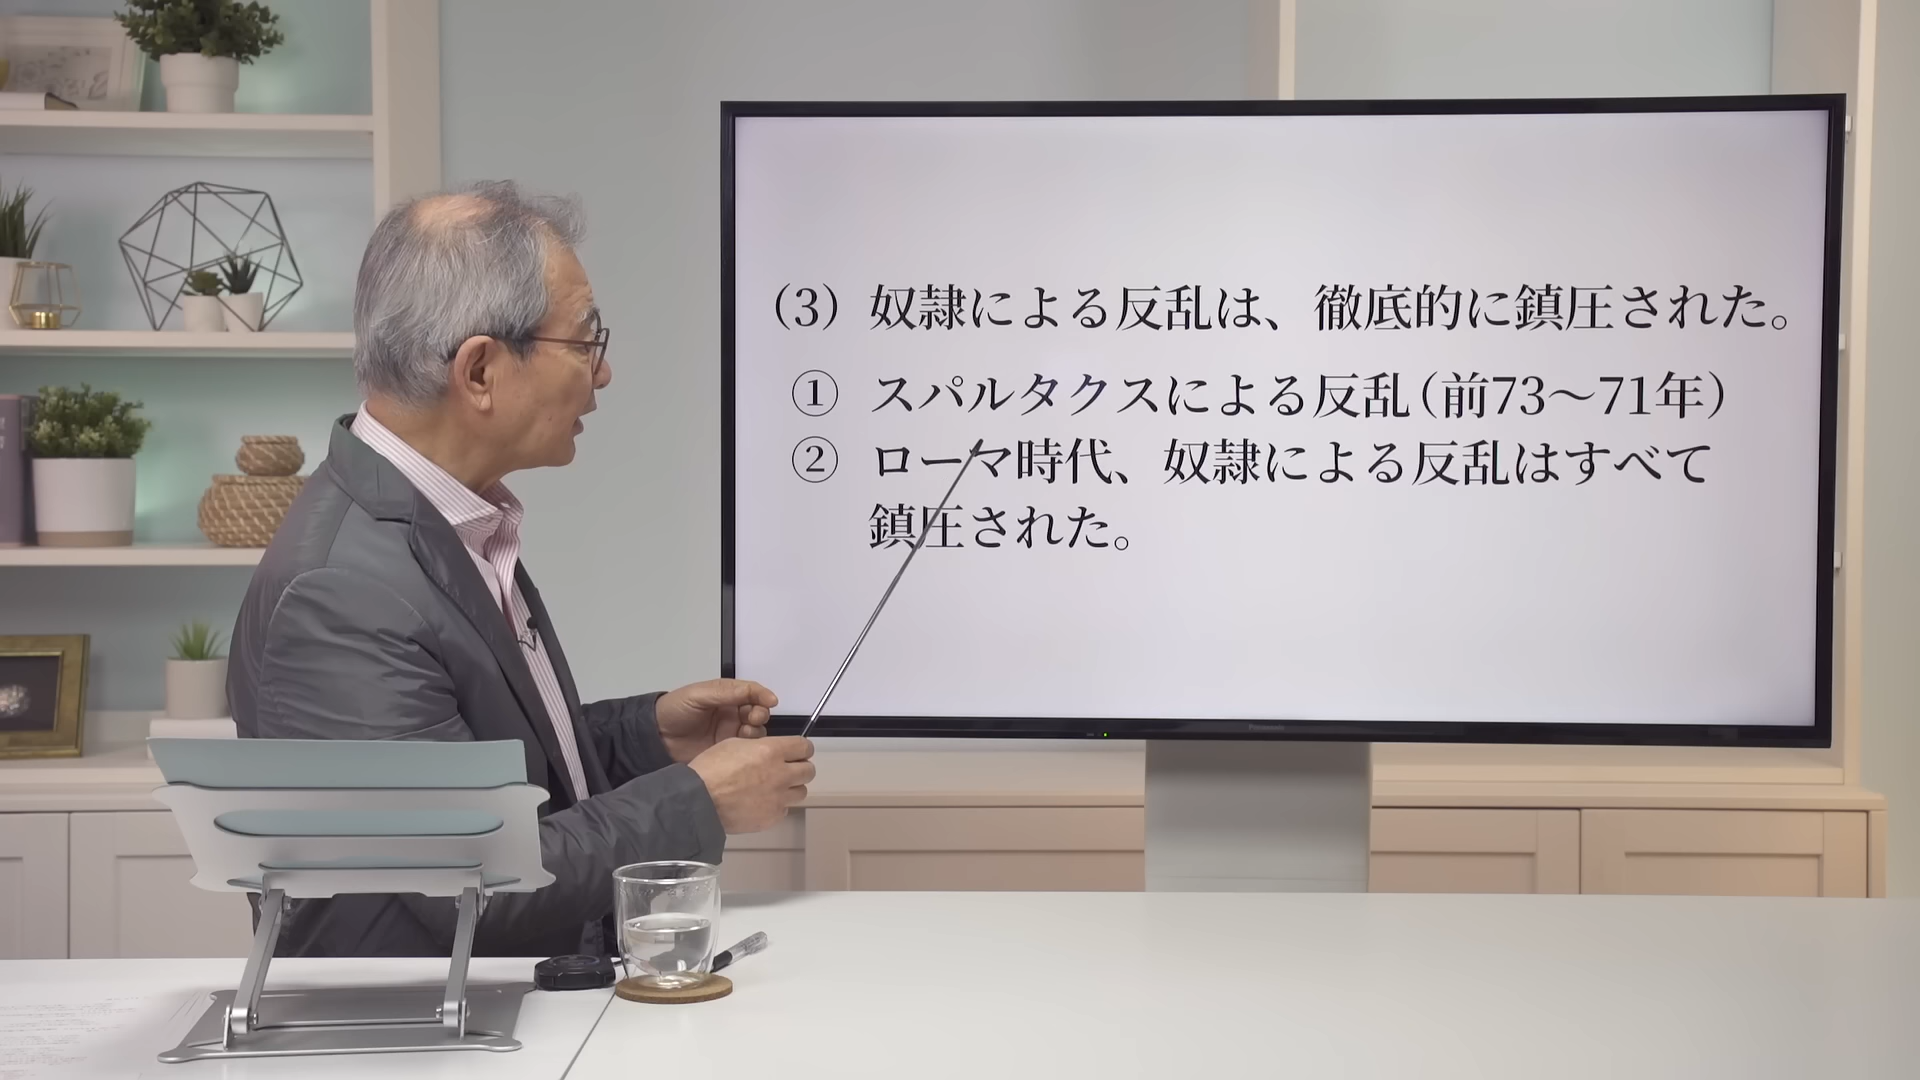 （3）奴隷による反乱は、徹底的に鎮圧された。
① スパルタクスによる反乱（前73〜71年）
② ローマ時代、奴隷による反乱はすべて
鎮圧された。